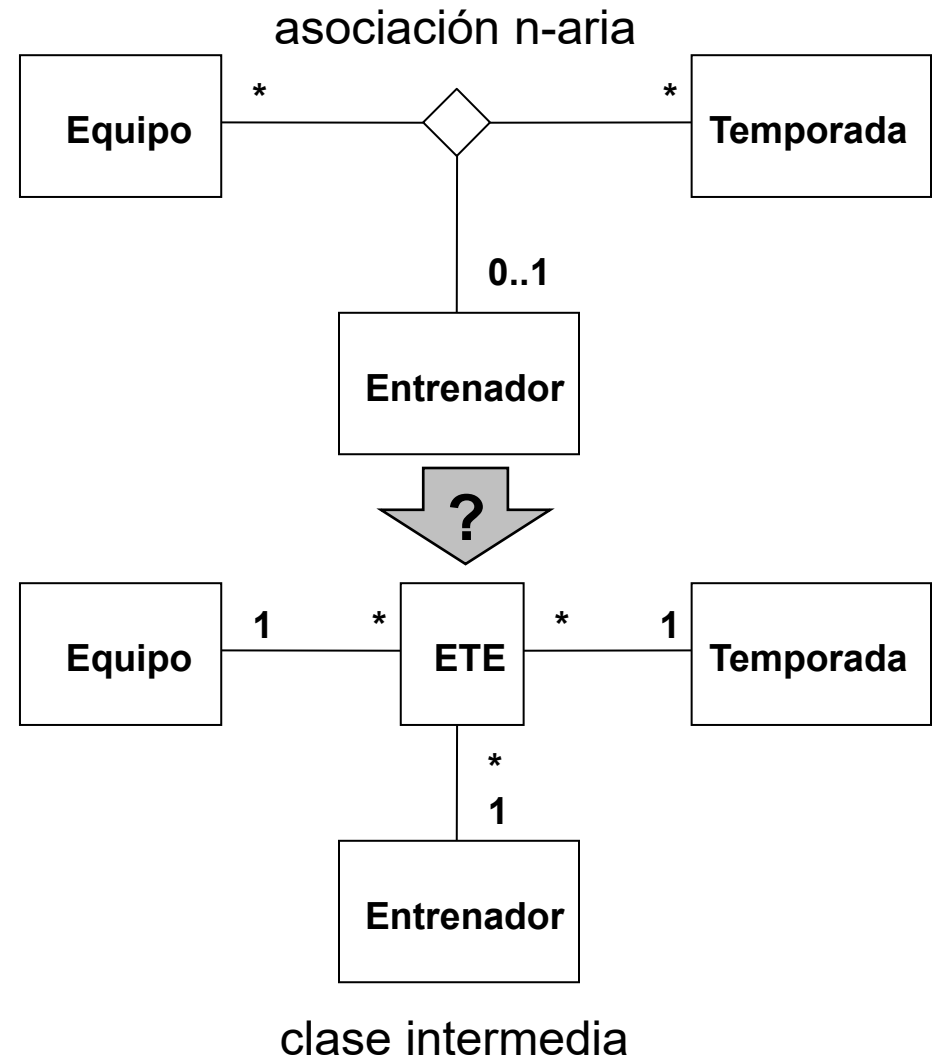 asociación n-aria
* *
Equipo Temporada
0..1
Entrenador
?
1 * * 1
Equipo ETE Temporada
*
1
Entrenador
clase intermedia